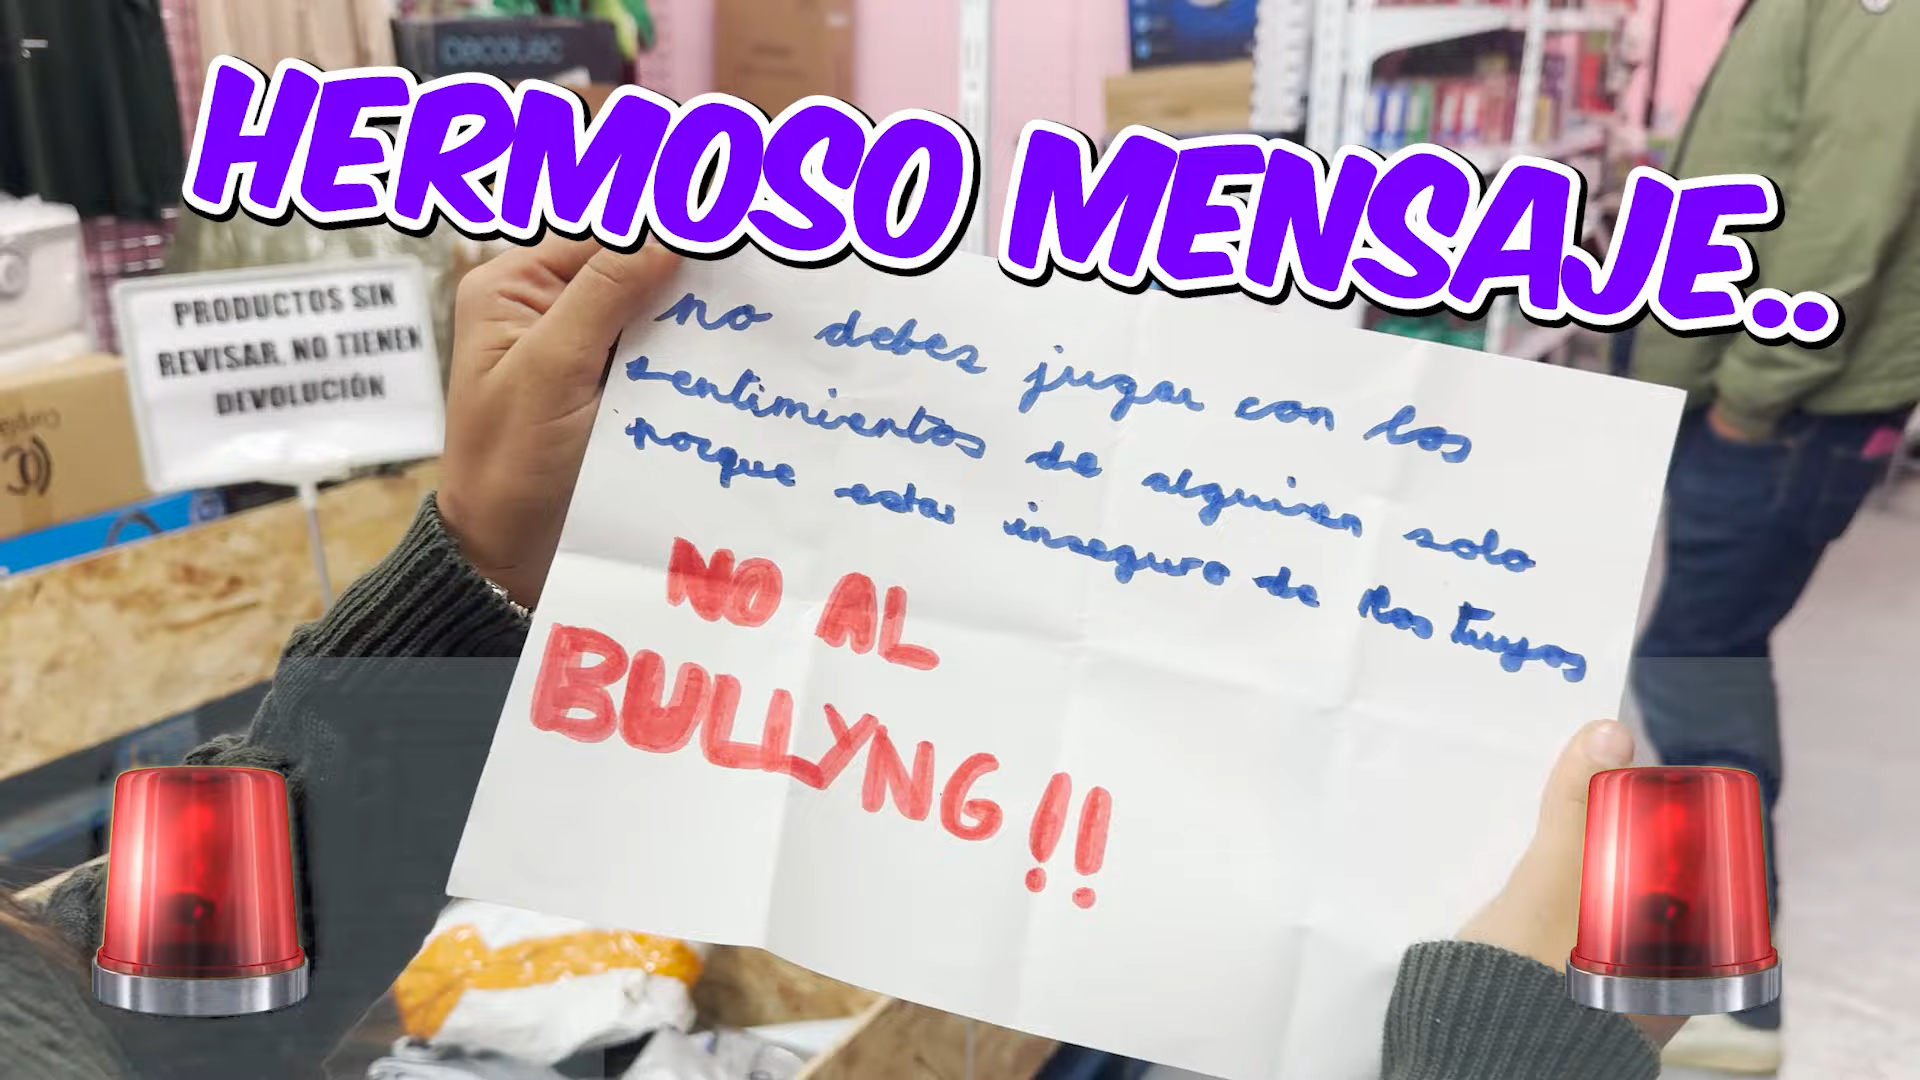 cecotec
HERMOSO MENSAJE..
PRODUCTOS SIN
REVISAR, NO TIENEN
DEVOLUCIÓN
no debes jugar con los
sentimientos de alguien solo
porque estas inseguro de los tuyos
NO AL
BULLYNG!!